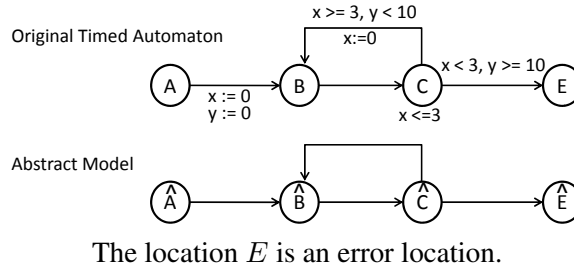 x >= 3, y < 10
Original Timed Automaton
x:=0
x < 3, y >= 10
A
B
C
E
x := 0
y := 0
x <=3
Abstract Model
Â
B̂
Ĉ
Ê
The location E is an error location.